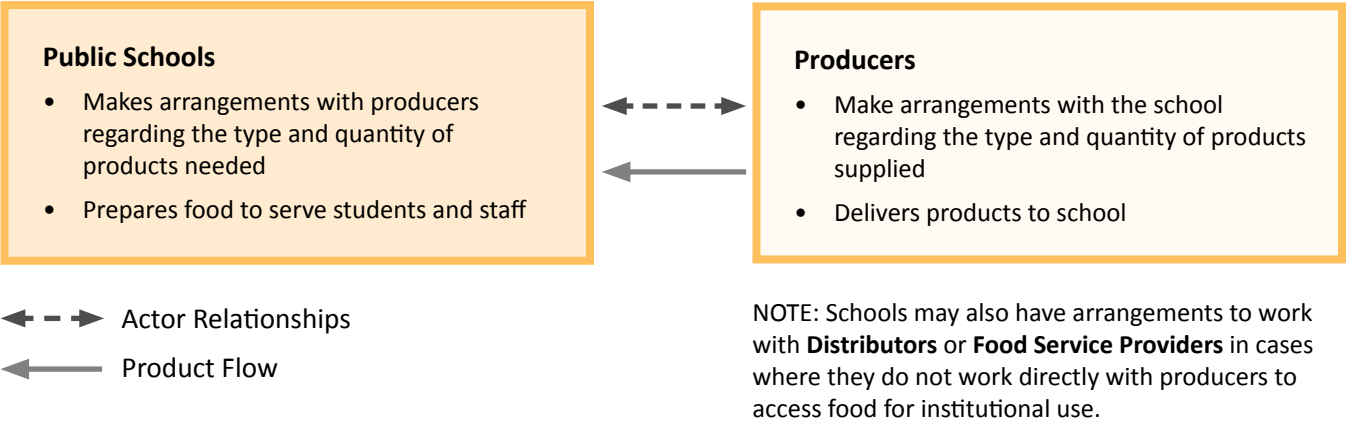 Public Schools
• Makes arrangements with producers
regarding the type and quantity of
products needed
• Prepares food to serve students and staff
Producers
• Make arrangements with the school
regarding the type and quantity of products
supplied
• Delivers products to school
Actor Relationships
Product Flow
NOTE: Schools may also have arrangements to work
with Distributors or Food Service Providers in cases
where they do not work directly with producers to
access food for institutional use.